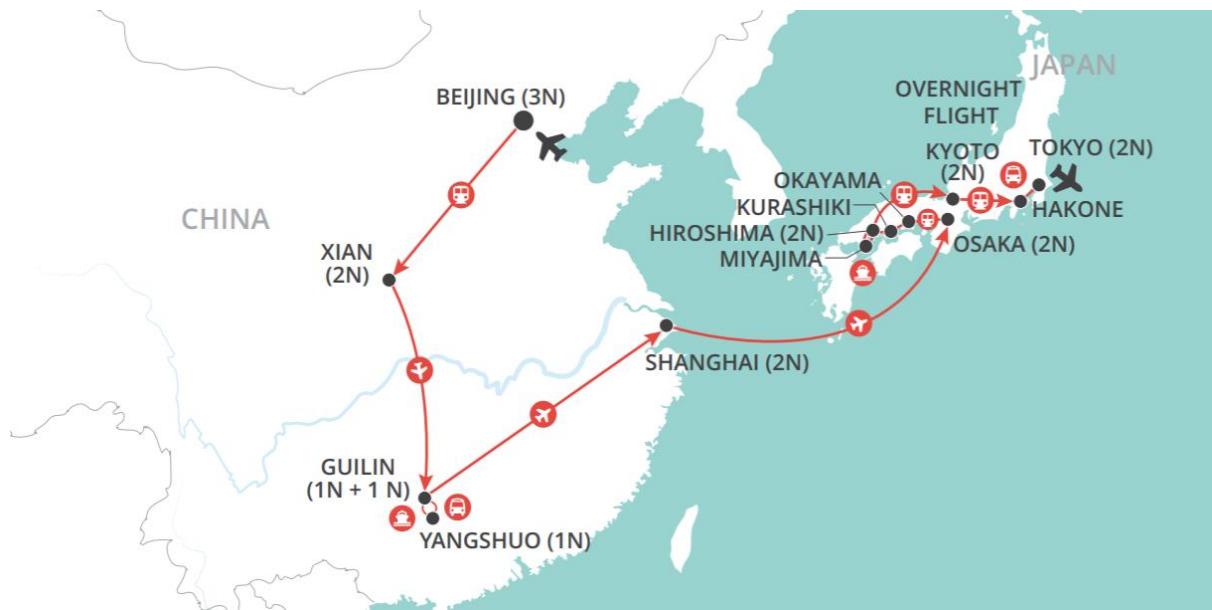 JAPAN
BEIJING (3N)
OVERNIGHT
FLIGHT
KYOTO
(2N)
TOKYO (2N)
OKAYAMA
KURASHIKI
HAKONE
CHINA
HIROSHIMA (2N)
OSAKA (2N)
MIYAJIMA
XIAN
(2N)
SHANGHAI (2N)
GUILIN
(1N + 1 N)
YANGSHUO (1N)